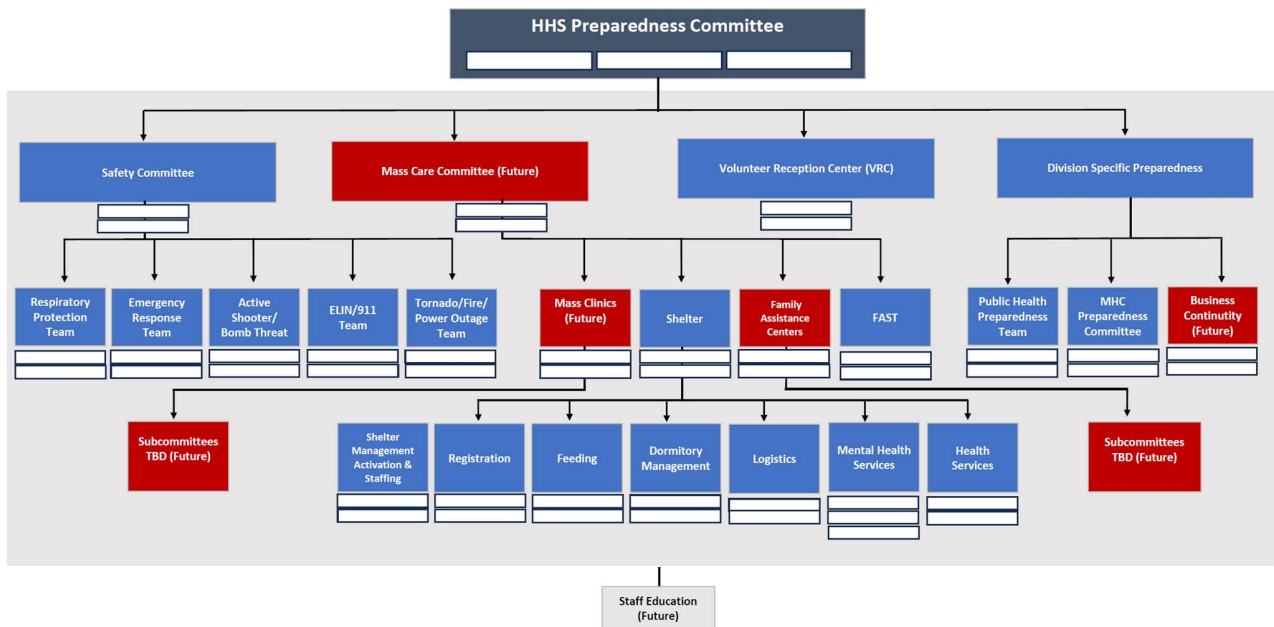 HHS Preparedness Committee
Safety Committee
Mass Care Committee (Future)
Volunteer Reception Center (VRC)
Division Specific Preparedness
Respiratory
Protection
Team
Emergency
Response
Team
Active
Shooter/
Bomb Threat
ELIN/911
Team
Tornado/Fire/
Power Outage
Team
Mass Clinics
(Future)
Shelter
Family
Assistance
Centers
FAST
Public Health
Preparedness
Team
MHC
Preparedness
Committee
Business
Continutity
(Future)
Subcommittees
TBD (Future)
Shelter
Management
Activation &
Staffing
Registration
Feeding
Dormitory
Management
Logistics
Mental Health
Services
Health
Services
Subcommittees
TBD (Future)
Staff Education
(Future)